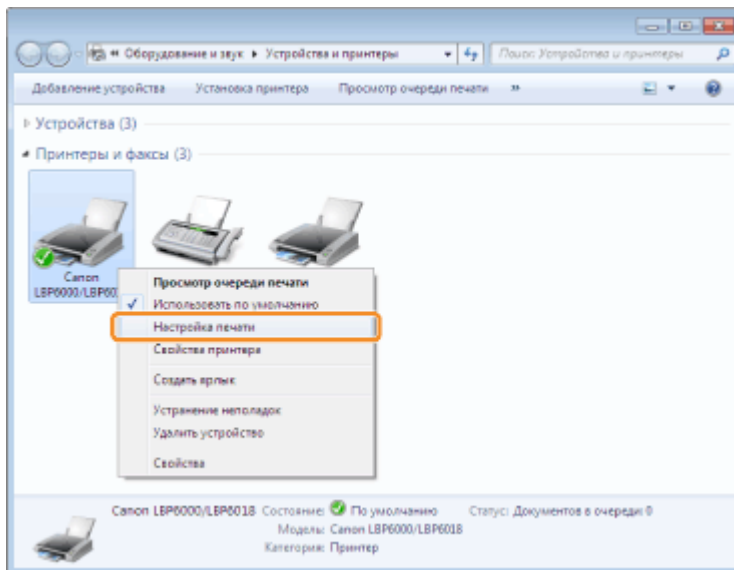 « Оборудование и звук ▸ Устройства и принтеры
Поиск: Устройства и принтеры
Добавление устройства Установка принтера Просмотр очереди печати »
Устройства (3)
Принтеры и факсы (3)
Canon
LBP6000/LBP60
Просмотр очереди печати
Использовать по умолчанию
Настройка печати
Свойства принтера
Создать ярлык
Устранение неполадок
Удалить устройство
Свойства
Canon LBP6000/LBP6018 Состояние: По умолчанию Статус: Документов в очереди: 0
Модель: Canon LBP6000/LBP6018
Категория: Принтер